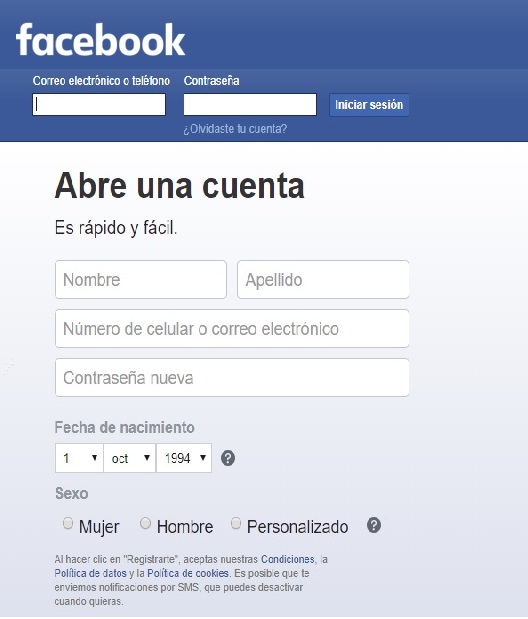 facebook
Correo electrónico o teléfono Contraseña
Iniciar sesión
¿Olvidaste tu cuenta?
Abre una cuenta
Es rápido y fácil.
Nombre Apellido
Número de celular o correo electrónico
Contraseña nueva
Fecha de nacimiento
1 oct 1994 ?
Sexo
Mujer Hombre Personalizado ?
Al hacer clic en "Registrarte", aceptas nuestras Condiciones, la
Política de datos y la Política de cookies. Es posible que te
enviemos notificaciones por SMS, que puedes desactivar
cuando quieras.